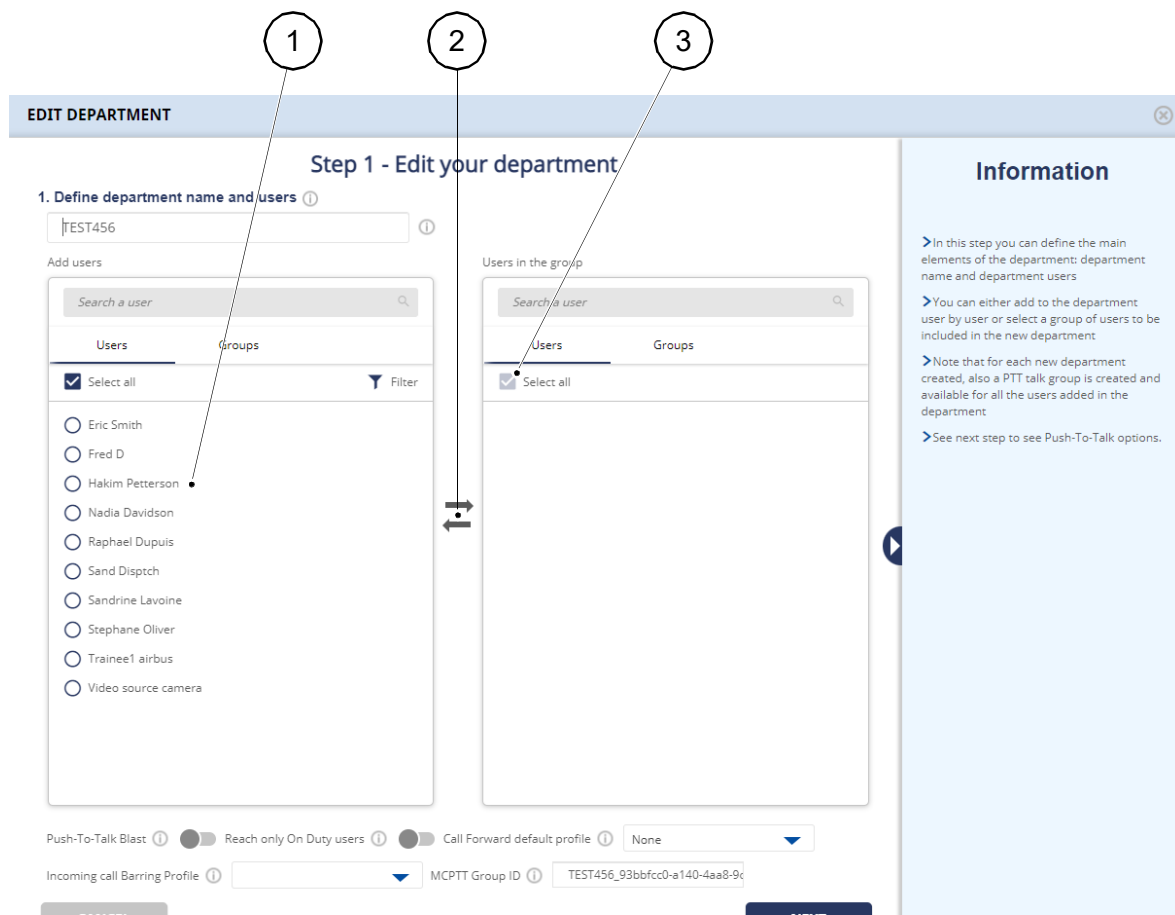 1
2
3
EDIT DEPARTMENT
Step 1 - Edit your department
1. Define department name and users
TEST456
Add users
Users in the group
Search a user
Search a user
Users Groups
Users Groups
Select all Filter
Select all
Eric Smith
Fred D
Hakim Petterson
Nadia Davidson
Raphael Dupuis
Sand Disptch
Sandrine Lavoine
Stephane Oliver
Trainee1 airbus
Video source camera
Push-To-Talk Blast Reach only On Duty users Call Forward default profile None
Incoming call Barring Profile MCPTT Group ID TEST456_93bbfcc0-a140-4aa8-9c
Information
In this step you can define the main
elements of the department: department
name and department users
You can either add to the department
user by user or select a group of users to be
included in the new department
Note that for each new department
created, also a PTT talk group is created and
available for all the users added in the
department
See next step to see Push-To-Talk options.